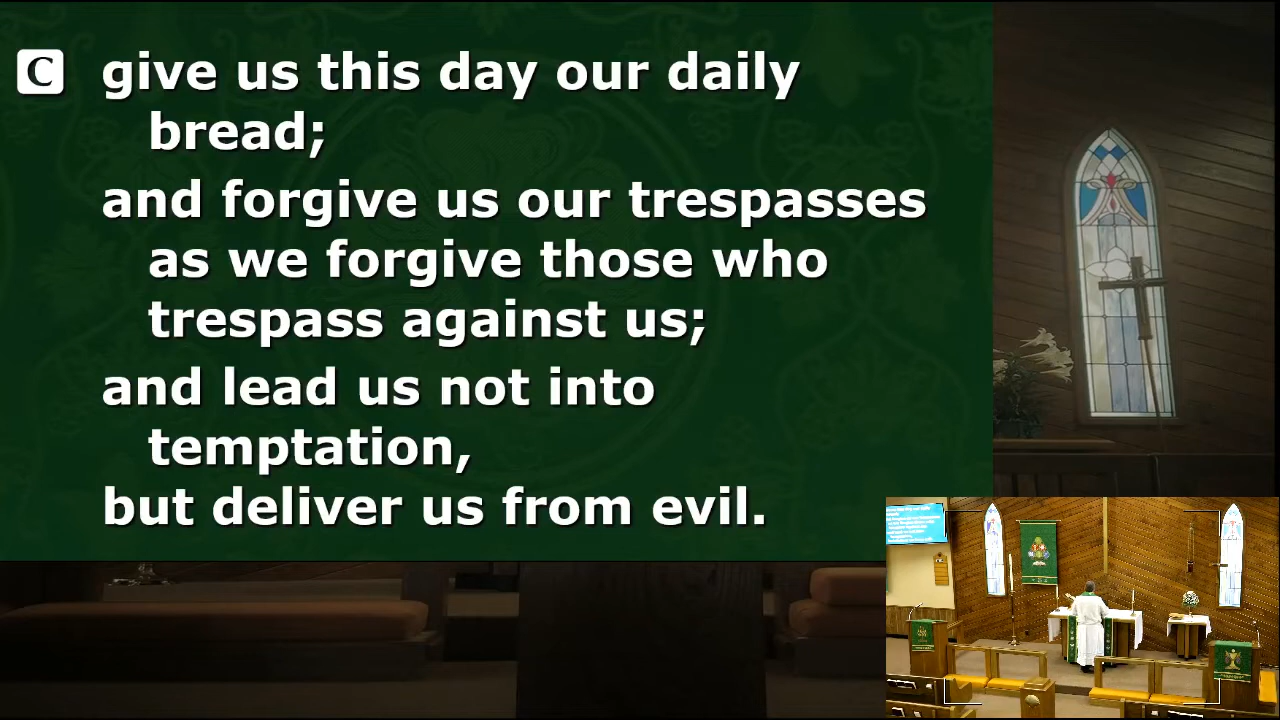 C give us this day our daily
bread;
and forgive us our trespasses
as we forgive those who
trespass against us;
and lead us not into
temptation,
but deliver us from evil.